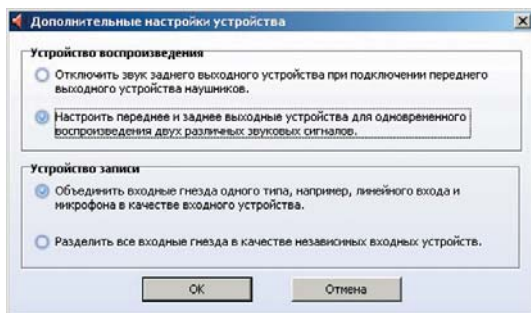 Дополнительные настройки устройства
Устройство воспроизведения
Отключить звук заднего выходного устройства при подключении переднего
выходного устройства наушников.
Настроить переднее и заднее выходные устройства для одновременного
воспроизведения двух различных звуковых сигналов.
Устройство записи
Объединить входные гнезда одного типа, например, линейного входа и
микрофона в качестве входного устройства.
Разделить все входные гнезда в качестве независимых входных устройств.
OK
Отмена